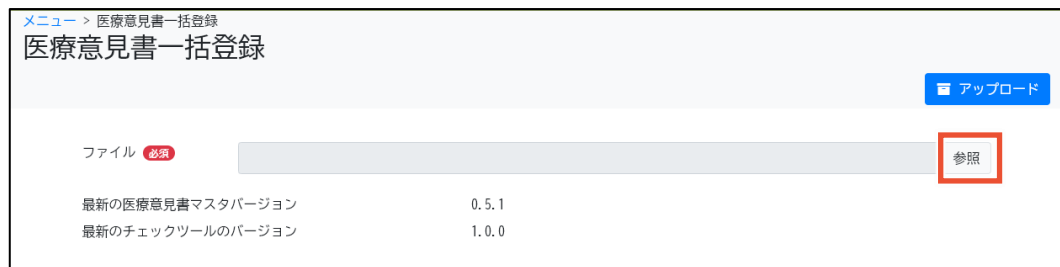 メニュー > 医療意見書一括登録
医療意見書一括登録
アップロード
ファイル 必須
参照
最新の医療意見書マスタバージョン 0.5.1
最新のチェックツールのバージョン 1.0.0